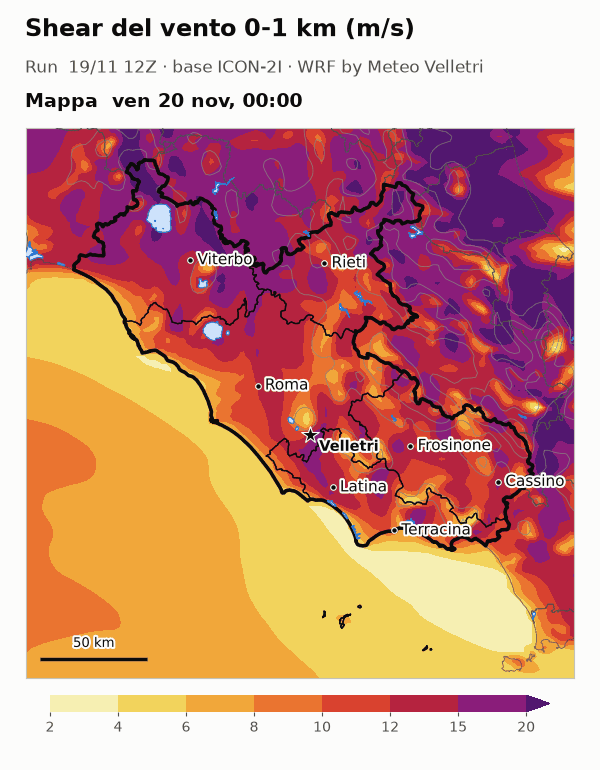 Shear del vento 0-1 km (m/s)
Run 19/11 12Z · base ICON-2I · WRF by Meteo Velletri
Mappa ven 20 nov, 00:00
Viterbo
Rieti
Roma
Velletri
Frosinone
Latina
Cassino
Terracina
50 km
2 4 6 8 10 12 15 20